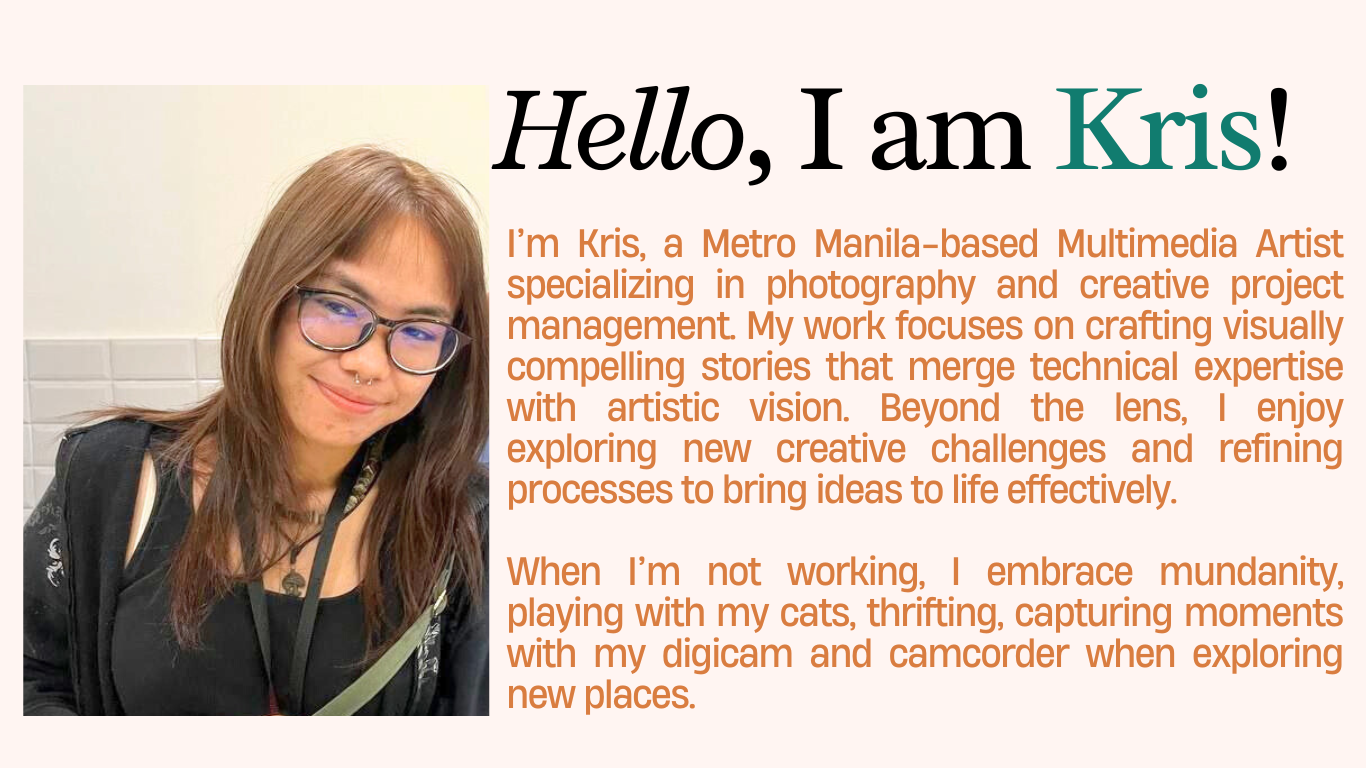 Hello, I am Kris!
I’m Kris, a Metro Manila–based Multimedia Artist
specializing in photography and creative project
management. My work focuses on crafting visually
compelling stories that merge technical expertise
with artistic vision. Beyond the lens, I enjoy
exploring new creative challenges and refining
processes to bring ideas to life effectively.
When I’m not working, I embrace mundanity,
playing with my cats, thrifting, capturing moments
with my digicam and camcorder when exploring
new places.